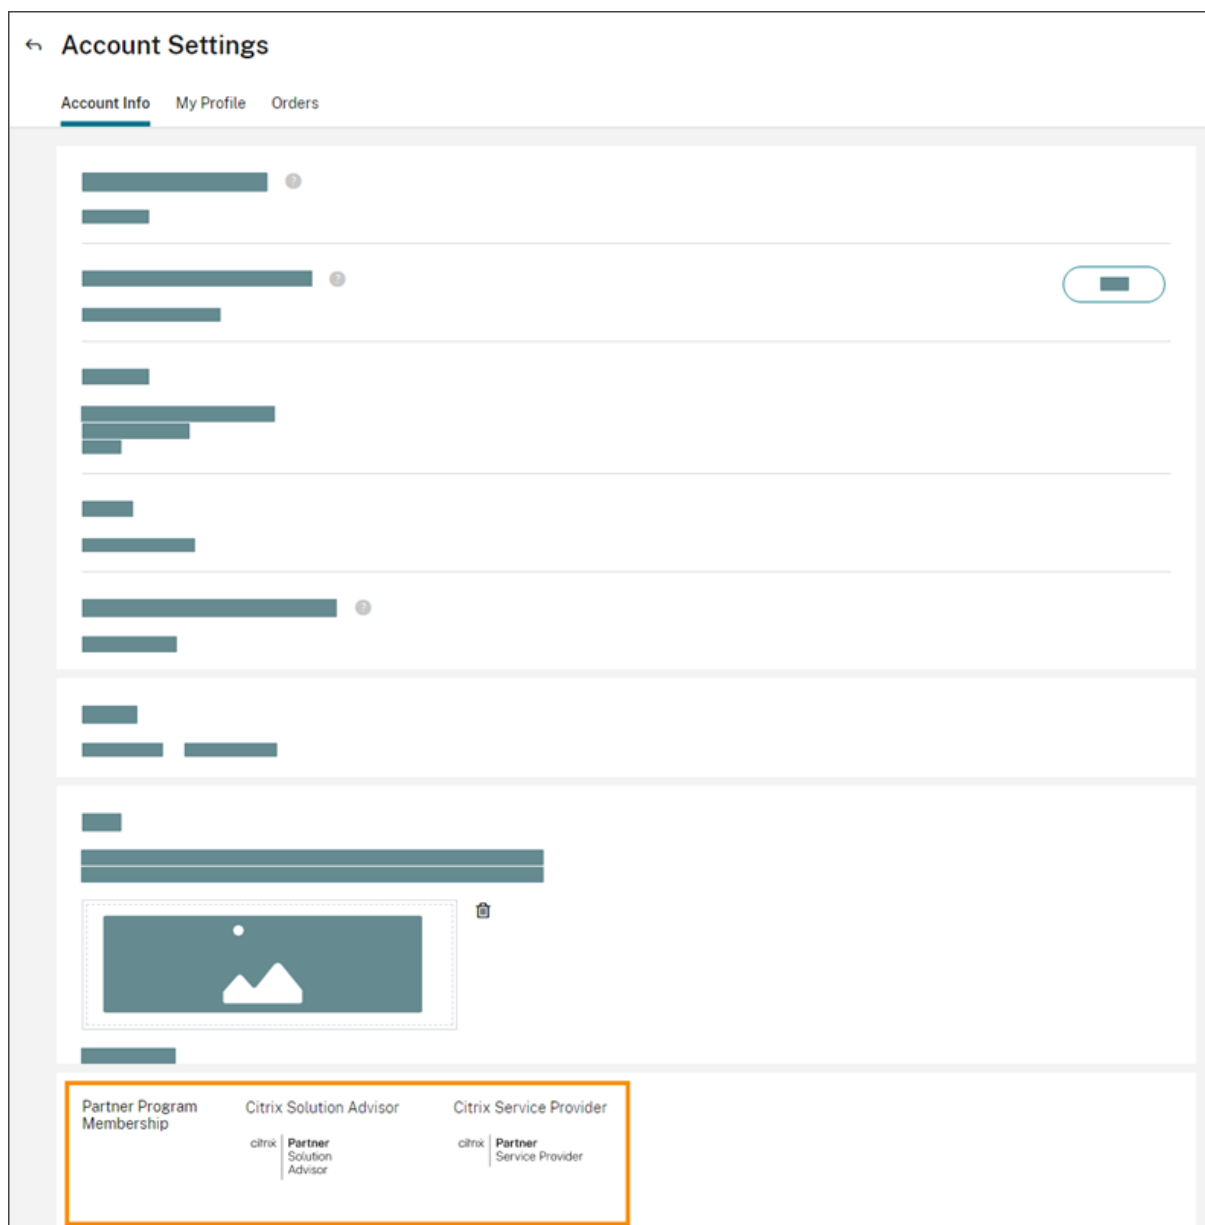 Account Settings
Account Info My Profile Orders
?
?
?
Partner Program
Membership
Citrix Solution Advisor
citrix Partner
Solution
Advisor
Citrix Service Provider
citrix Partner
Service Provider